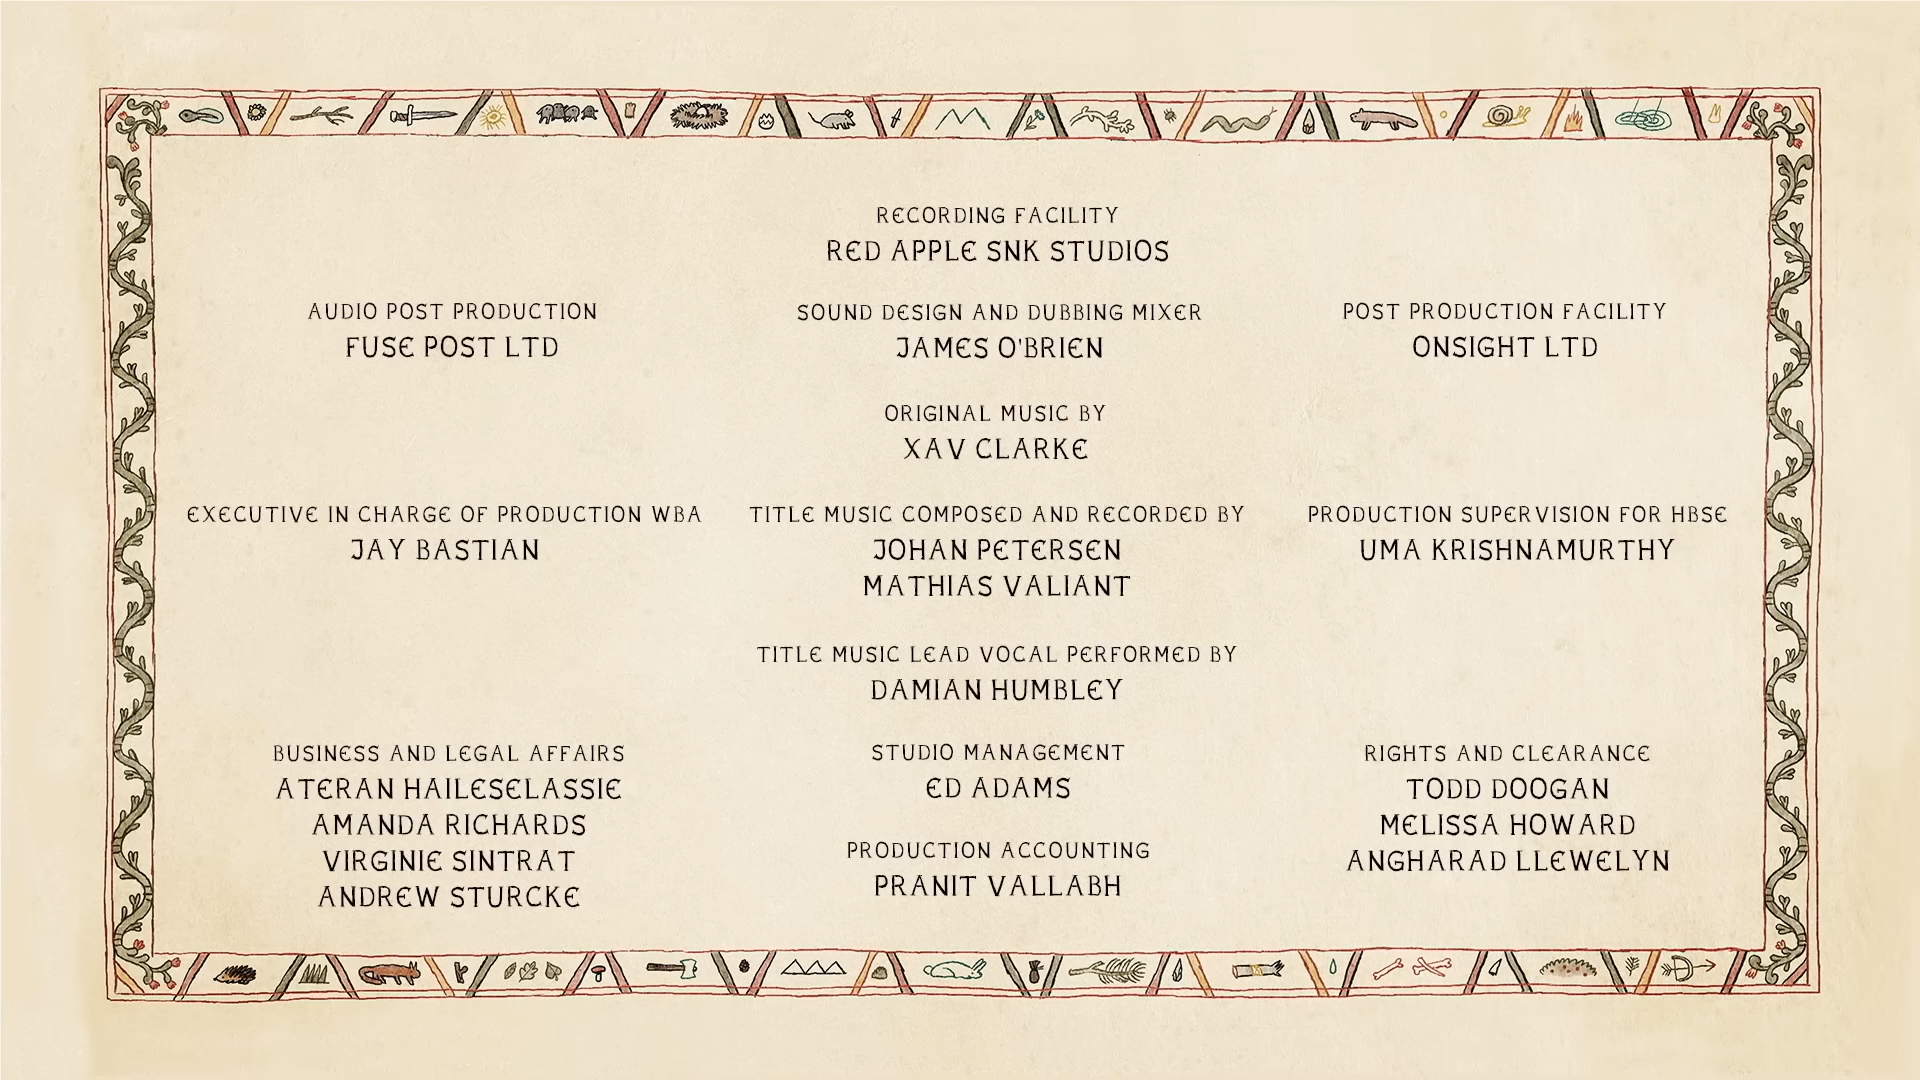 RECORDING FACILITY
RED APPLE SNK STUDIOS
AUDIO POST PRODUCTION
FUSE POST LTD
SOUND DESIGN AND DUBBING MIXER
JAMES O'BRIEN
POST PRODUCTION FACILITY
ONSIGHT LTD
ORIGINAL MUSIC BY
XAV CLARKE
EXECUTIVE IN CHARGE OF PRODUCTION WBA
JAY BASTIAN
TITLE MUSIC COMPOSED AND RECORDED BY
JOHAN PETERSEN
MATHIAS VALIANT
PRODUCTION SUPERVISION FOR HBSE
UMA KRISHNAMURTHY
TITLE MUSIC LEAD VOCAL PERFORMED BY
DAMIAN HUMBLEY
BUSINESS AND LEGAL AFFAIRS
ATERAN HAILESELASSIE
AMANDA RICHARDS
VIRGINIE SINTRAT
ANDREW STURCKE
STUDIO MANAGEMENT
ED ADAMS
PRODUCTION ACCOUNTING
PRANIT VALLABH
RIGHTS AND CLEARANCE
TODD DOOGAN
MELISSA HOWARD
ANGHARAD LLEWELYN